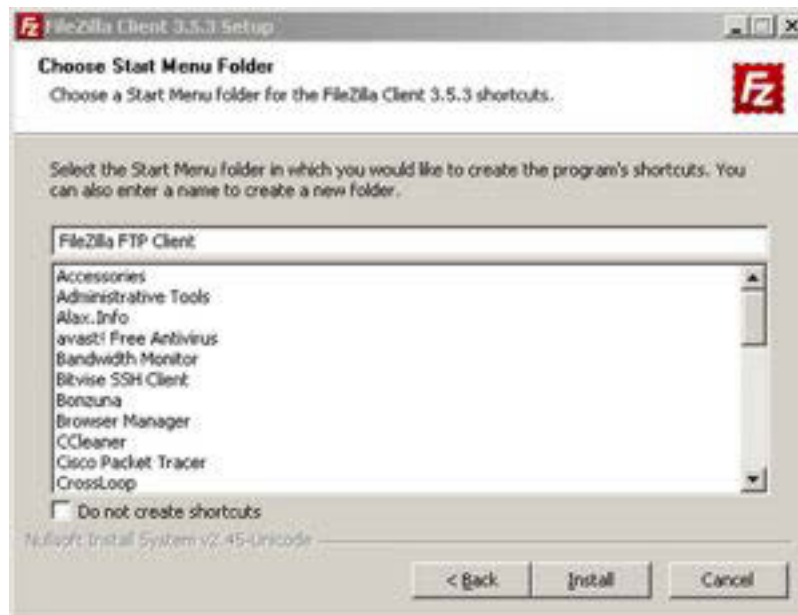 FileZilla Client 3.5.3 Setup
Choose Start Menu Folder
Choose a Start Menu folder for the FileZilla Client 3.5.3 shortcuts.
Fz
Select the Start Menu folder in which you would like to create the program's shortcuts. You
can also enter a name to create a new folder.
FileZilla FTP Client
Accessories
Administrative Tools
Alax.Info
avast! Free Antivirus
Bandwidth Monitor
Bitvise SSH Client
Bonzuna
Browser Manager
CCleaner
Cisco Packet Tracer
CrossLoop
Do not create shortcuts
Nullsoft Install System v2.45-Unicode
< Back
Install
Cancel